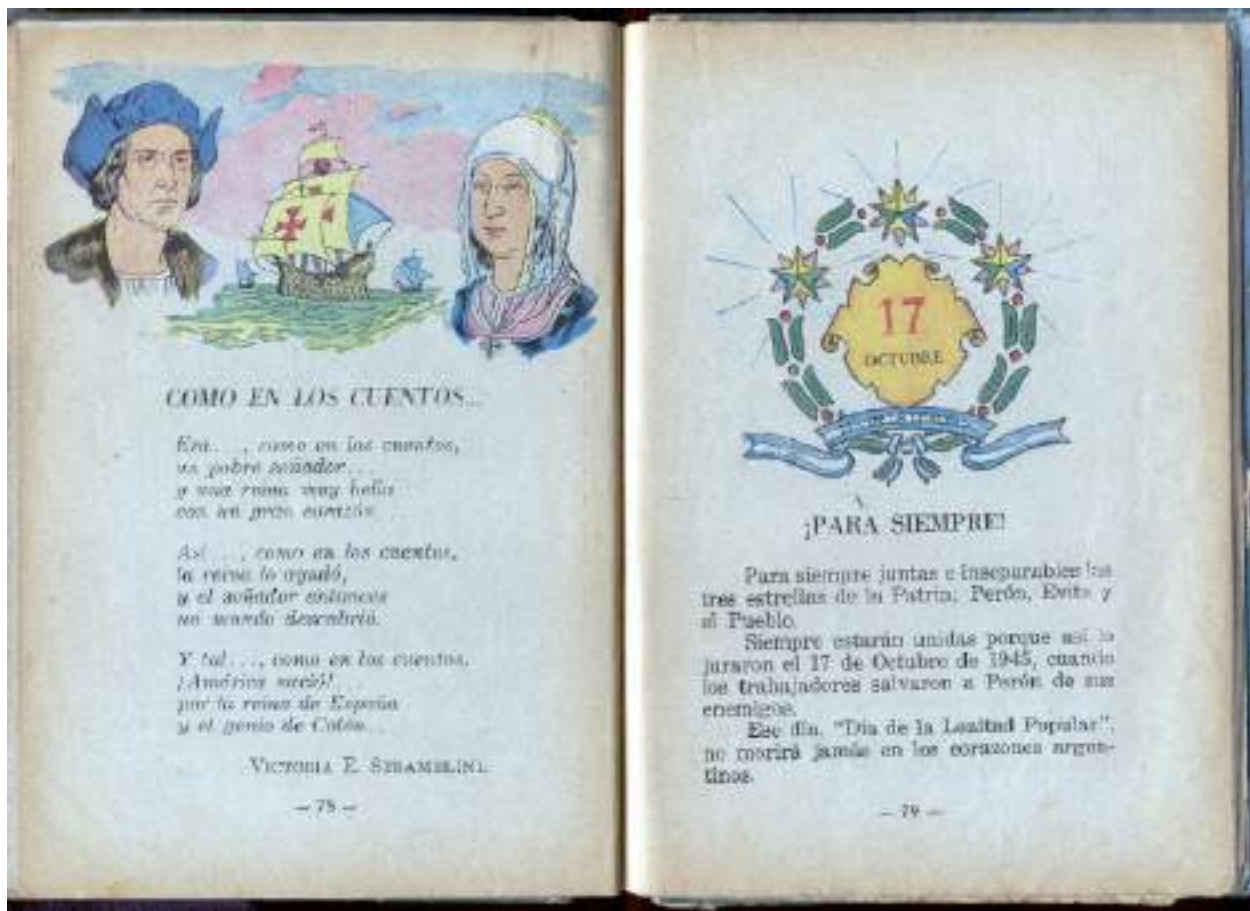 COMO EN LOS CUENTOS...
Era..., como en los cuentos,
un pobre soñador...
y una reina muy bella
con un gran corazón...
Así..., como en los cuentos,
la reina lo ayudó,
y el soñador entonces
un mundo descubrió.
Y tal..., como en los cuentos,
¡América nació!...
por la reina de España
y el genio de Colón...
VICTORIA E.
— 78 —
17
OCTUBRE
¡PARA SIEMPRE!
Para siempre juntas e inseparables las
tres estrellas de la Patria: Perón, Evita y
el Pueblo.
Siempre estarán unidas porque así lo
juraron el 17 de Octubre de 1945, cuando
los trabajadores salvaron a Perón de sus
enemigos.
Ese día, "Día de la Lealtad Popular",
no morirá jamás en los corazones argen-
tinos.
— 79 —